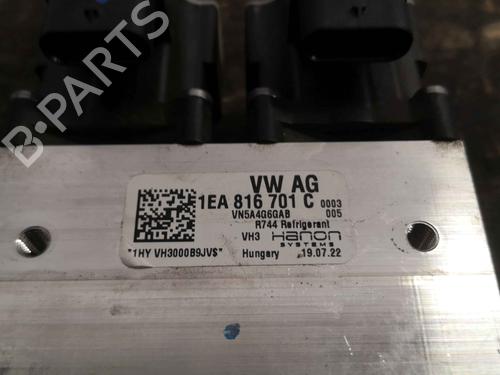 B-PARTS
VW AG
1EA 816 701 C 0003
VN5A4G6GAB 005
R744 Refrigerant
VH3 Hanon SYSTEMS
"1HY VH3000B9JV$" Hungary 19.07.22